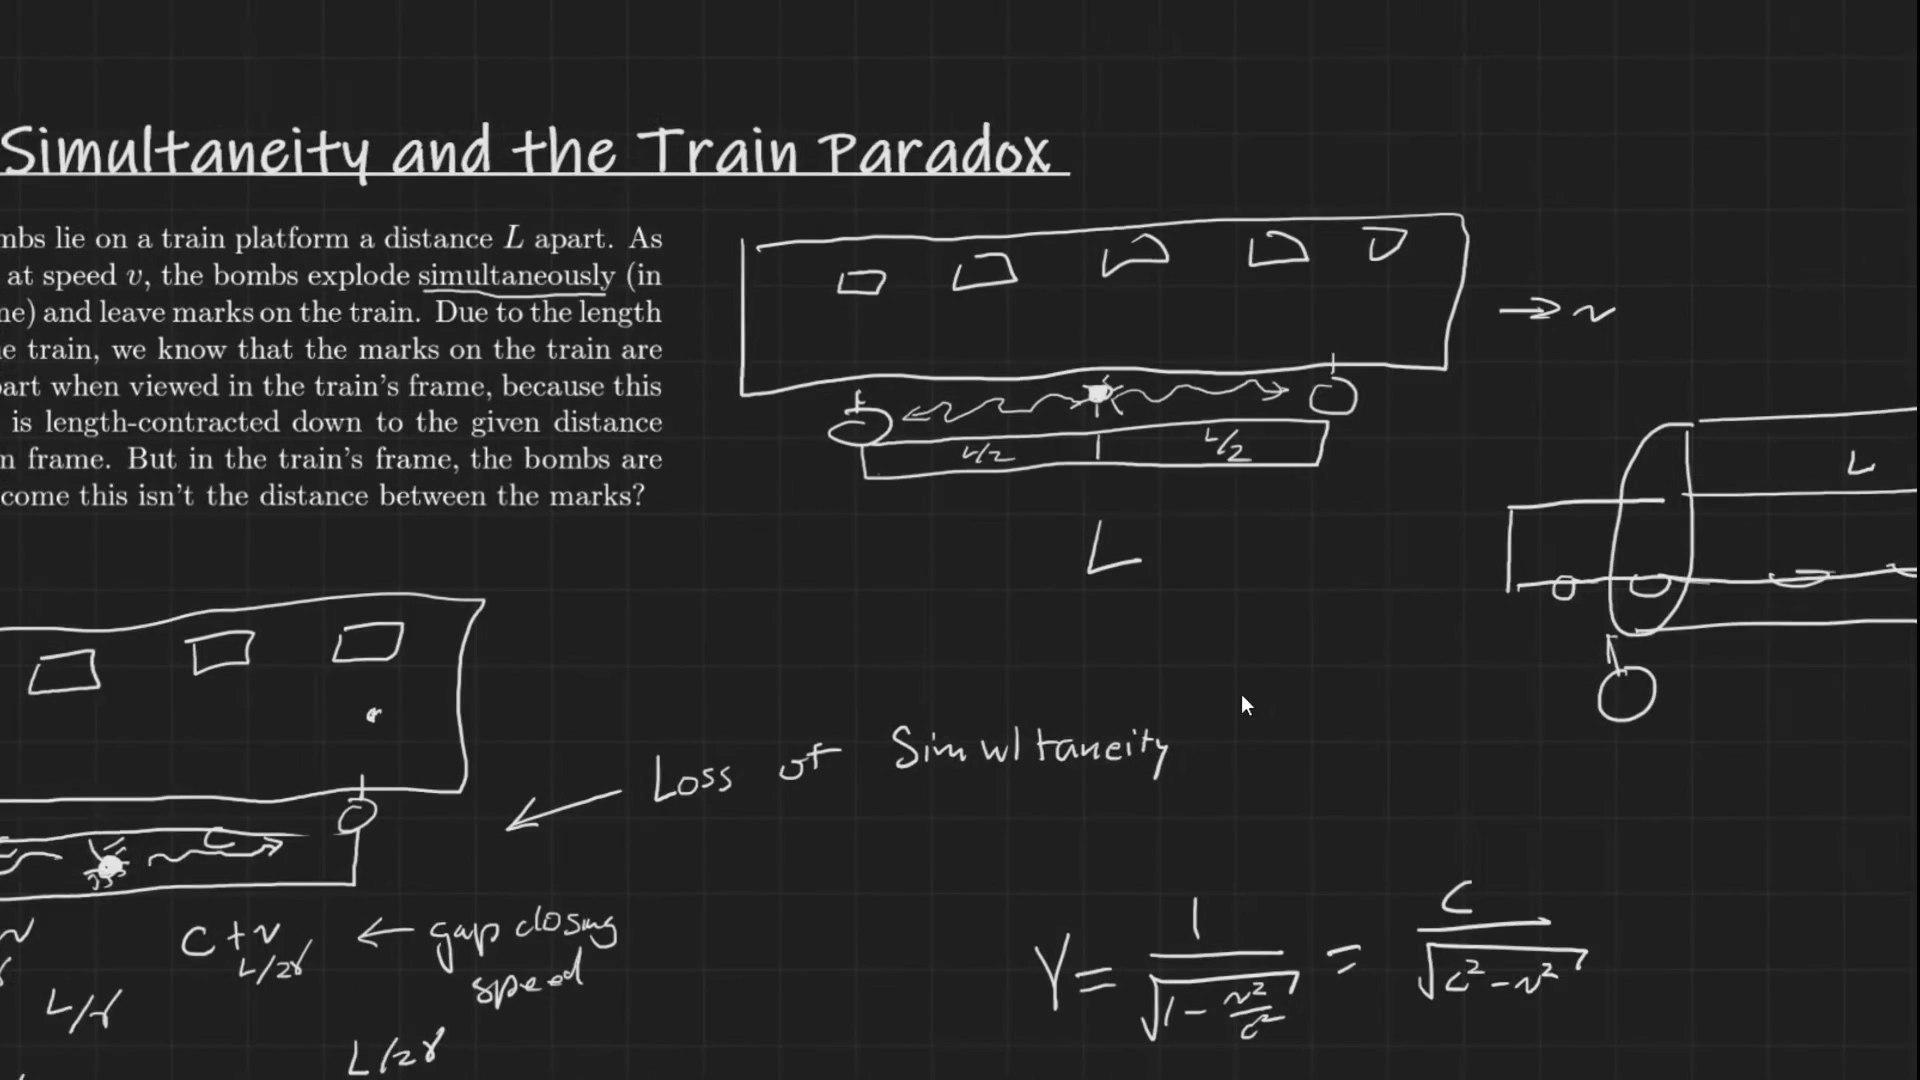 Simultaneity and the Train Paradox
mbs lie on a train platform a distance L apart. As
at speed v, the bombs explode simultaneously (in
ne) and leave marks on the train. Due to the length
e train, we know that the marks on the train are
part when viewed in the train's frame, because this
is length-contracted down to the given distance
n frame. But in the train's frame, the bombs are
come this isn't the distance between the marks?
→ v
L/2 L/2
L
L
Loss of Simultaneity
C
C + v ← gap closing
L/2γ speed
L/γ
L/2γ
γ = 1/√(1 - v²/c²) = c/√(c² - v²)